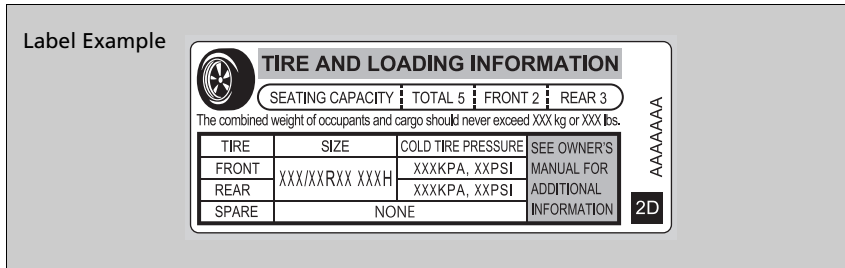 Label Example
TIRE AND LOADING INFORMATION
SEATING CAPACITY TOTAL 5 FRONT 2 REAR 3
The combined weight of occupants and cargo should never exceed XXX kg or XXX lbs.
TIRE SIZE COLD TIRE PRESSURE
FRONT XXX/XXRXX XXXH XXXKPA, XXPSI
REAR XXXKPA, XXPSI
SPARE NONE
SEE OWNER'S
MANUAL FOR
ADDITIONAL
INFORMATION
AAAAAAA
2D